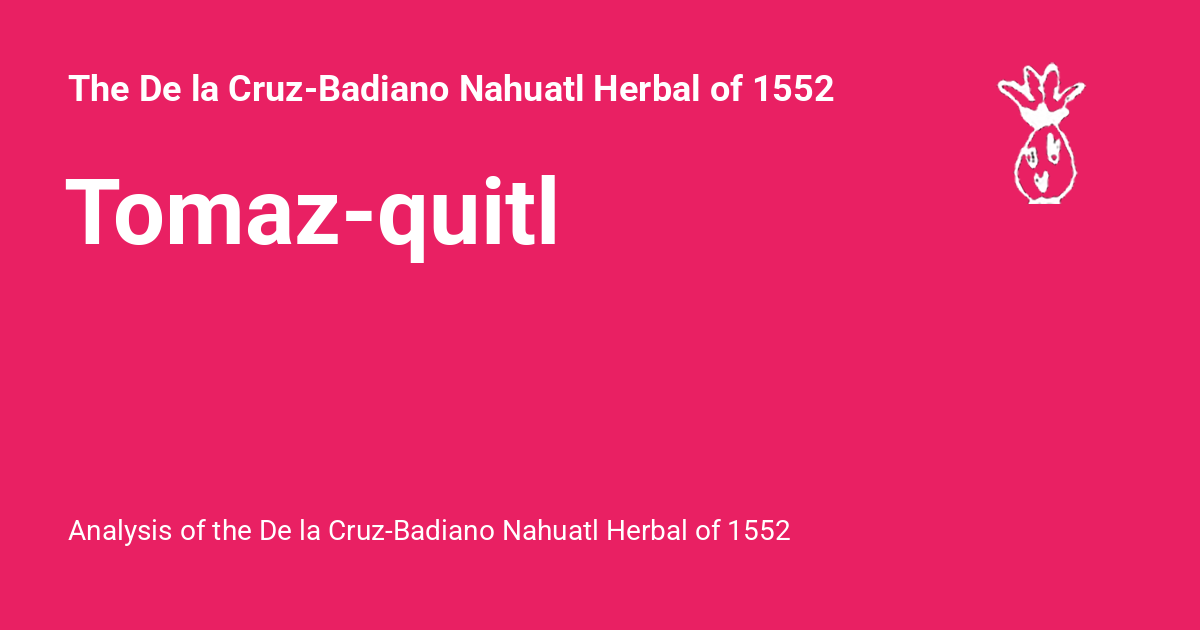 The De la Cruz-Badiano Nahuatl Herbal of 1552
Tomaz-quitl
Analysis of the De la Cruz-Badiano Nahuatl Herbal of 1552